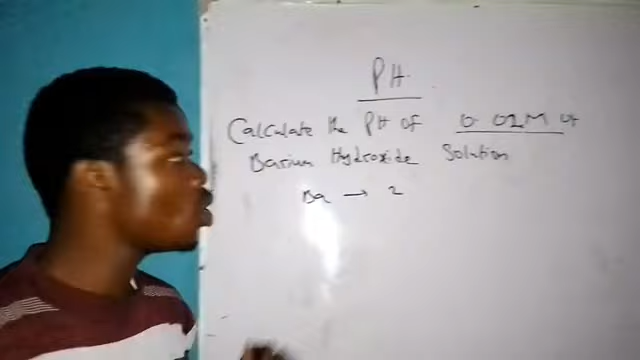 PH
Calculate the PH OF 0.02M OF
Barium Hydroxide Solution
Ba → 2